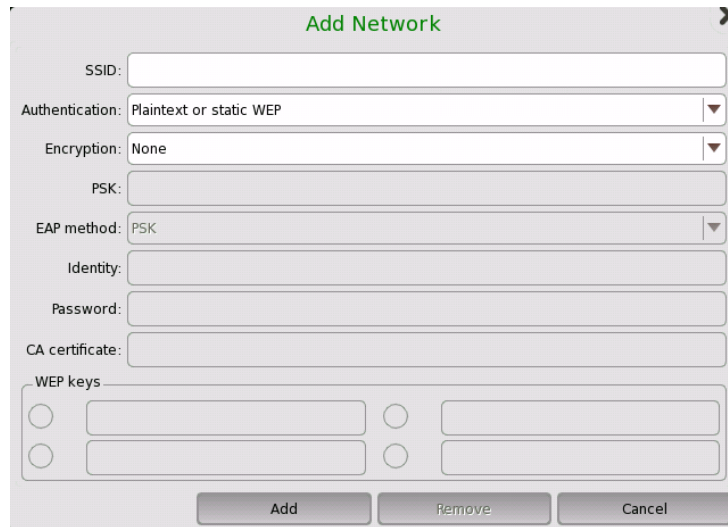 Add Network
SSID:
Authentication: Plaintext or static WEP
Encryption: None
PSK:
EAP method: PSK
Identity:
Password:
CA certificate:
WEP keys
Add Remove Cancel